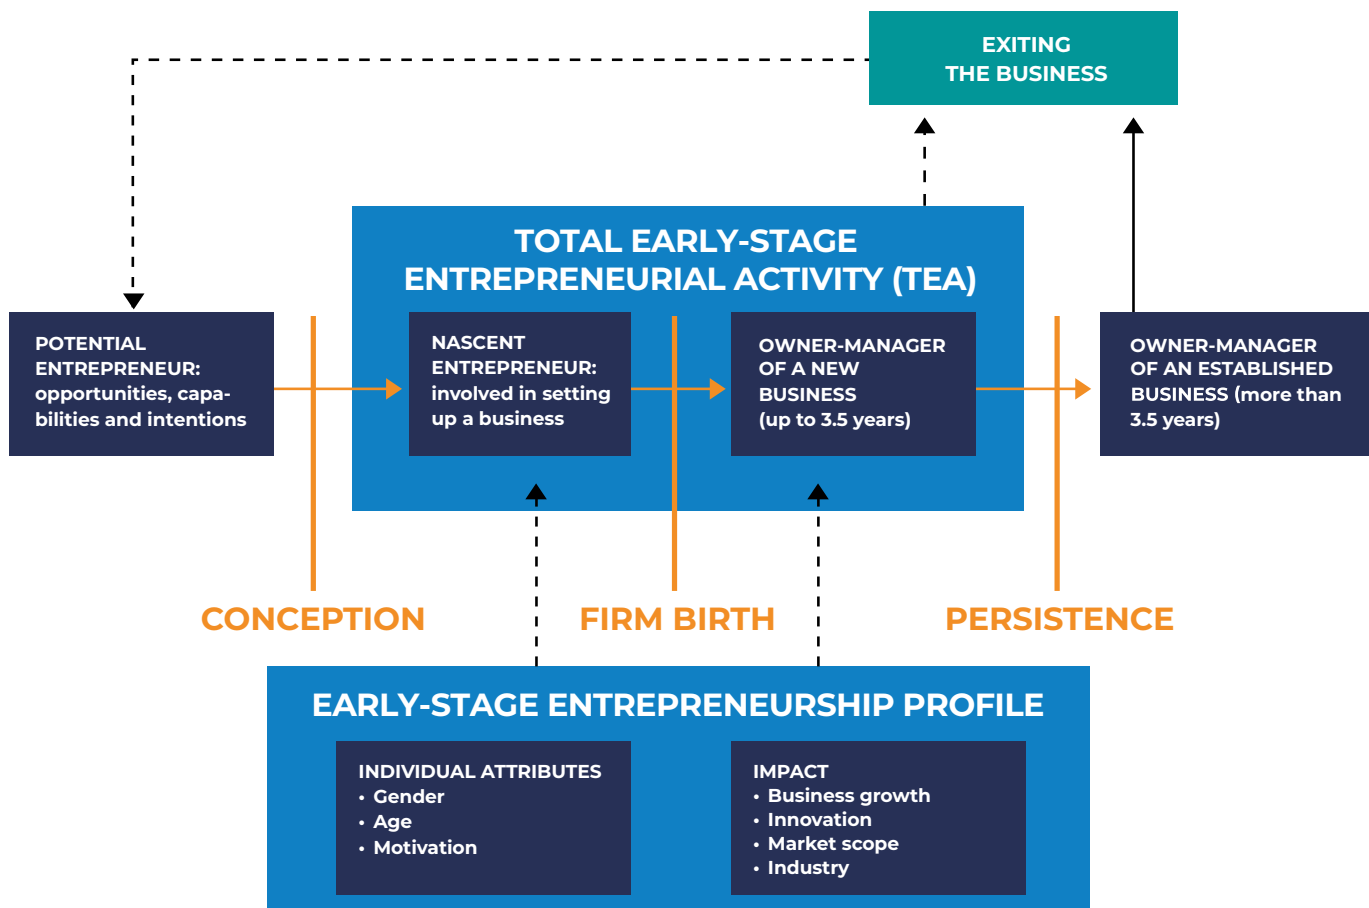 EXITING
THE BUSINESS
TOTAL EARLY-STAGE
ENTREPRENEURIAL ACTIVITY (TEA)
POTENTIAL
ENTREPRENEUR:
opportunities, capa-
bilities and intentions
NASCENT
ENTREPRENEUR:
involved in setting
up a business
OWNER-MANAGER
OF A NEW
BUSINESS
(up to 3.5 years)
OWNER-MANAGER
OF AN ESTABLISHED
BUSINESS (more than
3.5 years)
CONCEPTION
FIRM BIRTH
PERSISTENCE
EARLY-STAGE ENTREPRENEURSHIP PROFILE
INDIVIDUAL ATTRIBUTES
• Gender
• Age
• Motivation
IMPACT
• Business growth
• Innovation
• Market scope
• Industry